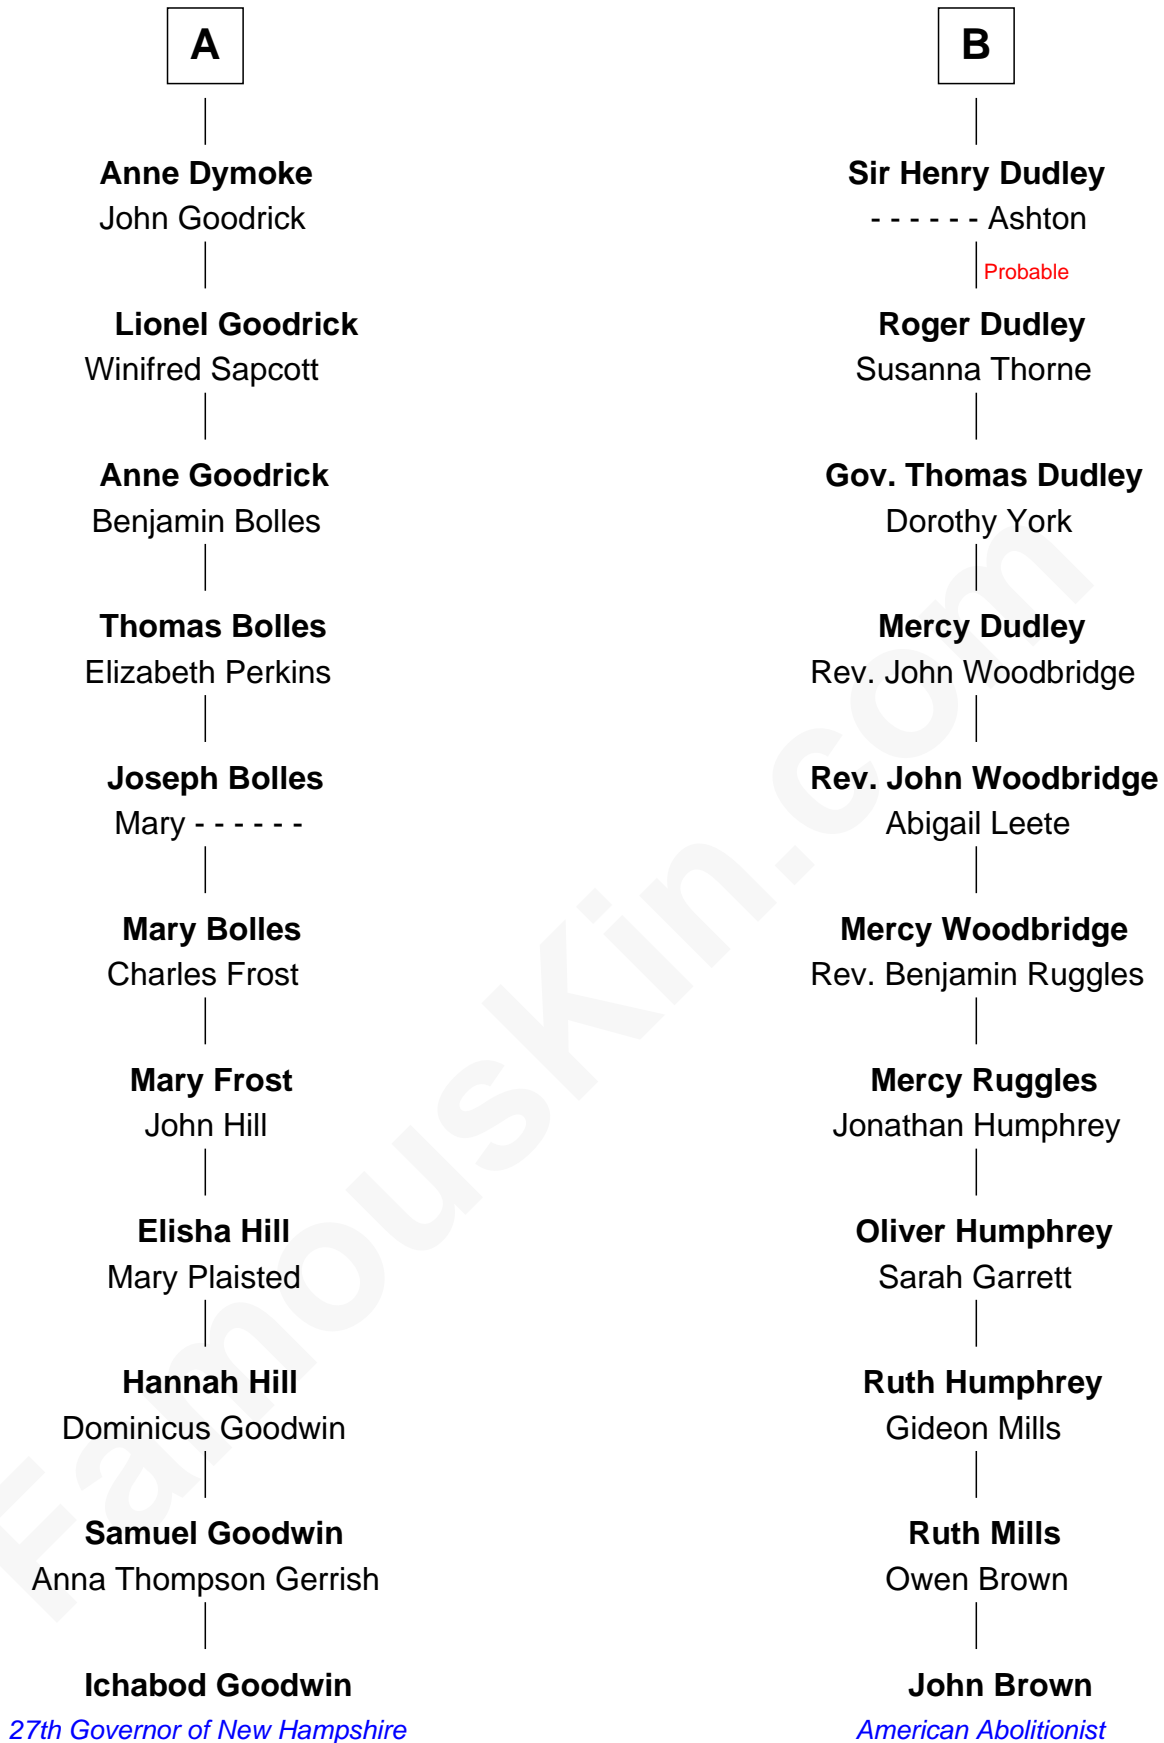 A
Anne Dymoke
John Goodrick
Lionel Goodrick
Winifred Sapcott
Anne Goodrick
Benjamin Bolles
Thomas Bolles
Elizabeth Perkins
Joseph Bolles
Mary - - - - - -
Mary Bolles
Charles Frost
Mary Frost
John Hill
Elisha Hill
Mary Plaisted
Hannah Hill
Dominicus Goodwin
Samuel Goodwin
Anna Thompson Gerrish
Ichabod Goodwin
27th Governor of New Hampshire
B
Sir Henry Dudley
- - - - - - Ashton
Probable
Roger Dudley
Susanna Thorne
Gov. Thomas Dudley
Dorothy York
Mercy Dudley
Rev. John Woodbridge
Rev. John Woodbridge
Abigail Leete
Mercy Woodbridge
Rev. Benjamin Ruggles
Mercy Ruggles
Jonathan Humphrey
Oliver Humphrey
Sarah Garrett
Ruth Humphrey
Gideon Mills
Ruth Mills
Owen Brown
John Brown
American Abolitionist
FamousKin.com